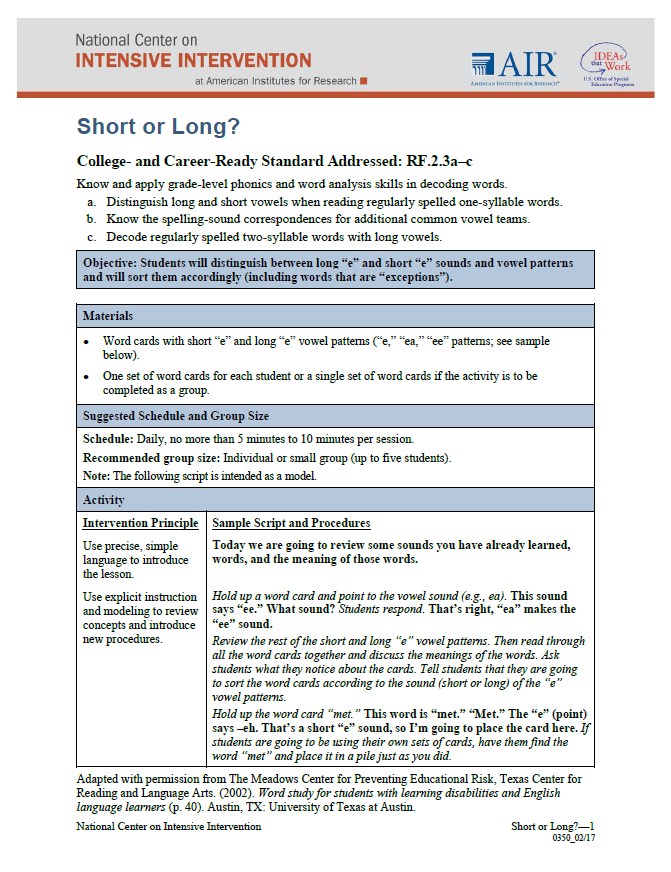 National Center on
INTENSIVE INTERVENTION
at American Institutes for Research
AIR®
AMERICAN INSTITUTES FOR RESEARCH®
IDEAs
that Work
U.S. Office of Special
Education Programs
Short or Long?
College- and Career-Ready Standard Addressed: RF.2.3a–c
Know and apply grade-level phonics and word analysis skills in decoding words.
a. Distinguish long and short vowels when reading regularly spelled one-syllable words.
b. Know the spelling-sound correspondences for additional common vowel teams.
c. Decode regularly spelled two-syllable words with long vowels.
Objective: Students will distinguish between long “e” and short “e” sounds and vowel patterns
and will sort them accordingly (including words that are “exceptions”).
Materials
• Word cards with short “e” and long “e” vowel patterns (“e,” “ea,” “ee” patterns; see sample
below).
• One set of word cards for each student or a single set of word cards if the activity is to be
completed as a group.
Suggested Schedule and Group Size
Schedule: Daily, no more than 5 minutes to 10 minutes per session.
Recommended group size: Individual or small group (up to five students).
Note: The following script is intended as a model.
Activity
Intervention Principle
Sample Script and Procedures
Use precise, simple
language to introduce
the lesson.
Today we are going to review some sounds you have already learned,
words, and the meaning of those words.
Use explicit instruction
and modeling to review
concepts and introduce
new procedures.
Hold up a word card and point to the vowel sound (e.g., ea). This sound
says “ee.” What sound? Students respond. That’s right, “ea” makes the
“ee” sound.
Review the rest of the short and long “e” vowel patterns. Then read through
all the word cards together and discuss the meanings of the words. Ask
students what they notice about the cards. Tell students that they are going
to sort the word cards according to the sound (short or long) of the “e”
vowel patterns.
Hold up the word card “met.” This word is “met.” “Met.” The “e” (point)
says –eh. That’s a short “e” sound, so I’m going to place the card here. If
students are going to be using their own sets of cards, have them find the
word “met” and place it in a pile just as you did.
Adapted with permission from The Meadows Center for Preventing Educational Risk, Texas Center for
Reading and Language Arts. (2002). Word study for students with learning disabilities and English
language learners (p. 40). Austin, TX: University of Texas at Austin.
National Center on Intensive Intervention
Short or Long?—1
0350_02/17